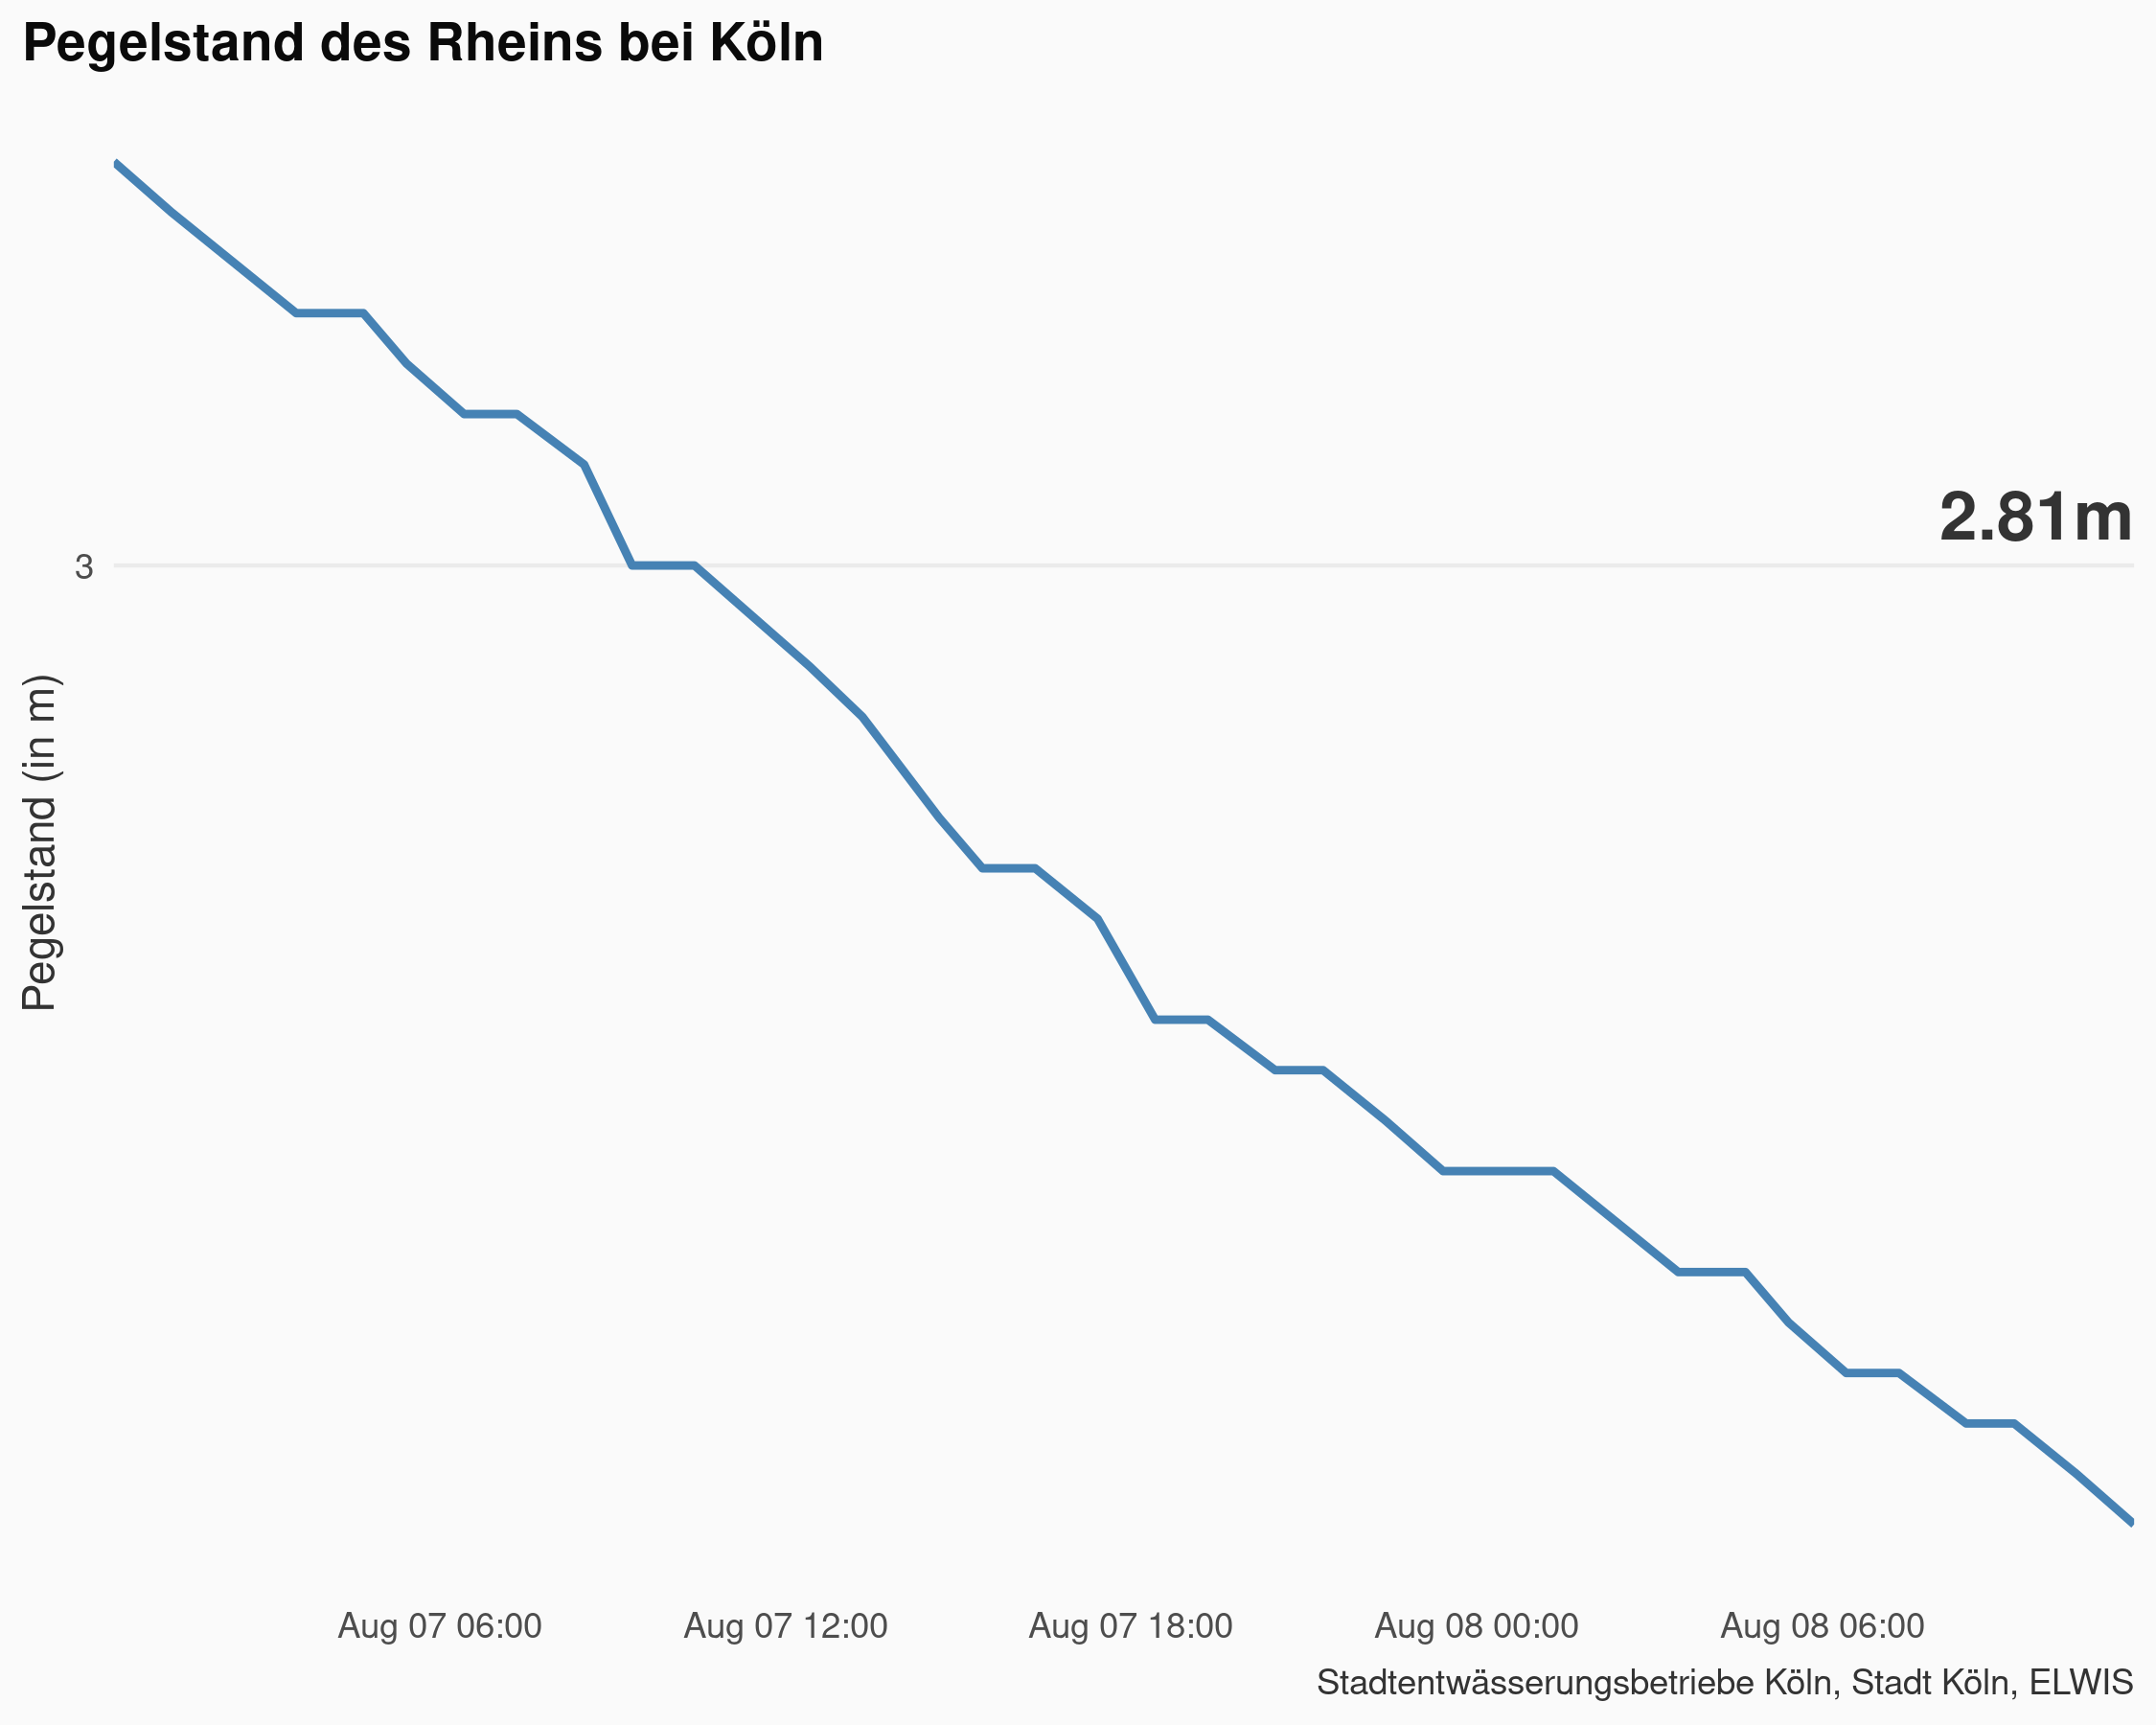 Pegelstand des Rheins bei Köln
2.81m
3
Pegelstand (in m)
Aug 07 06:00
Aug 07 12:00
Aug 07 18:00
Aug 08 00:00
Aug 08 06:00
Stadtentwässerungsbetriebe Köln, Stadt Köln, ELWIS